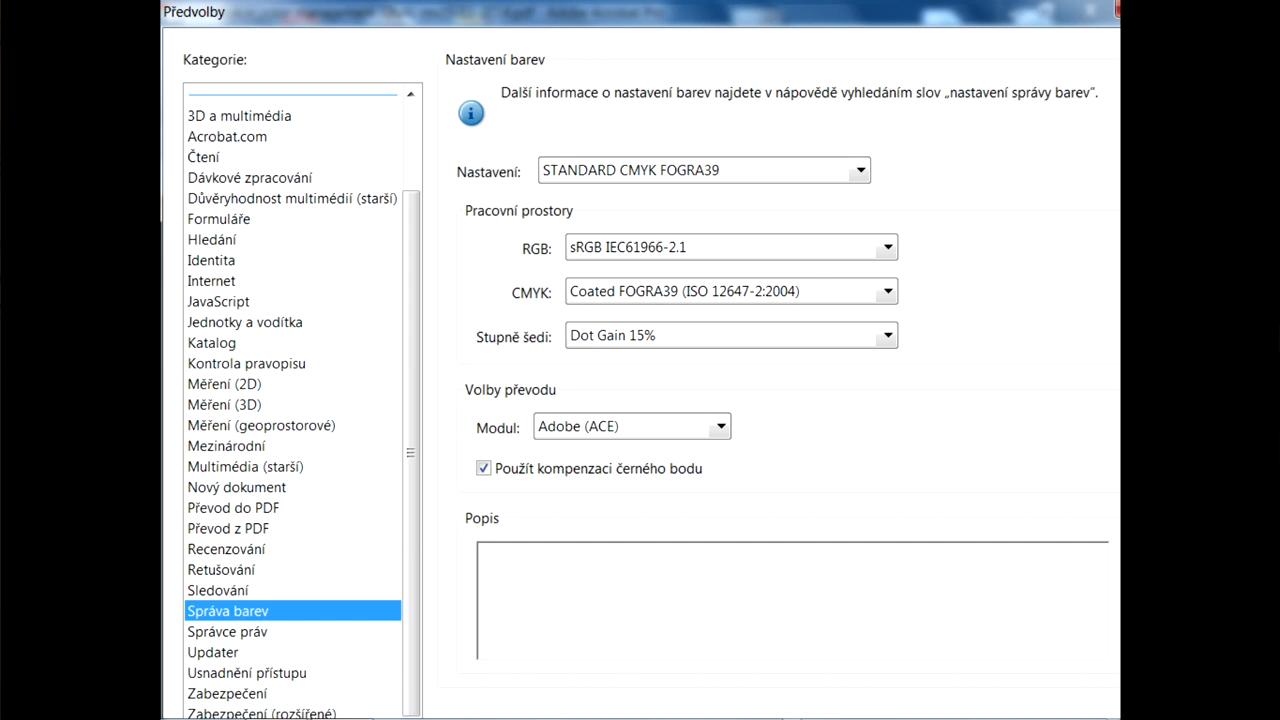 Předvolby
Kategorie:
3D a multimédia
Acrobat.com
Čtení
Dávkové zpracování
Důvěryhodnost multimédií (starší)
Formuláře
Hledání
Identita
Internet
JavaScript
Jednotky a vodítka
Katalog
Kontrola pravopisu
Měření (2D)
Měření (3D)
Měření (geoprostorové)
Mezinárodní
Multimédia (starší)
Nový dokument
Převod do PDF
Převod z PDF
Recenzování
Retušování
Sledování
Správa barev
Správce práv
Updater
Usnadnění přístupu
Zabezpečení
Zabezpečení (rozšířené)
Nastavení barev
Další informace o nastavení barev najdete v nápovědě vyhledáním slov „nastavení správy barev“.
Nastavení: STANDARD CMYK FOGRA39
Pracovní prostory
RGB: sRGB IEC61966-2.1
CMYK: Coated FOGRA39 (ISO 12647-2:2004)
Stupně šedi: Dot Gain 15%
Volby převodu
Modul: Adobe (ACE)
Použít kompenzaci černého bodu
Popis